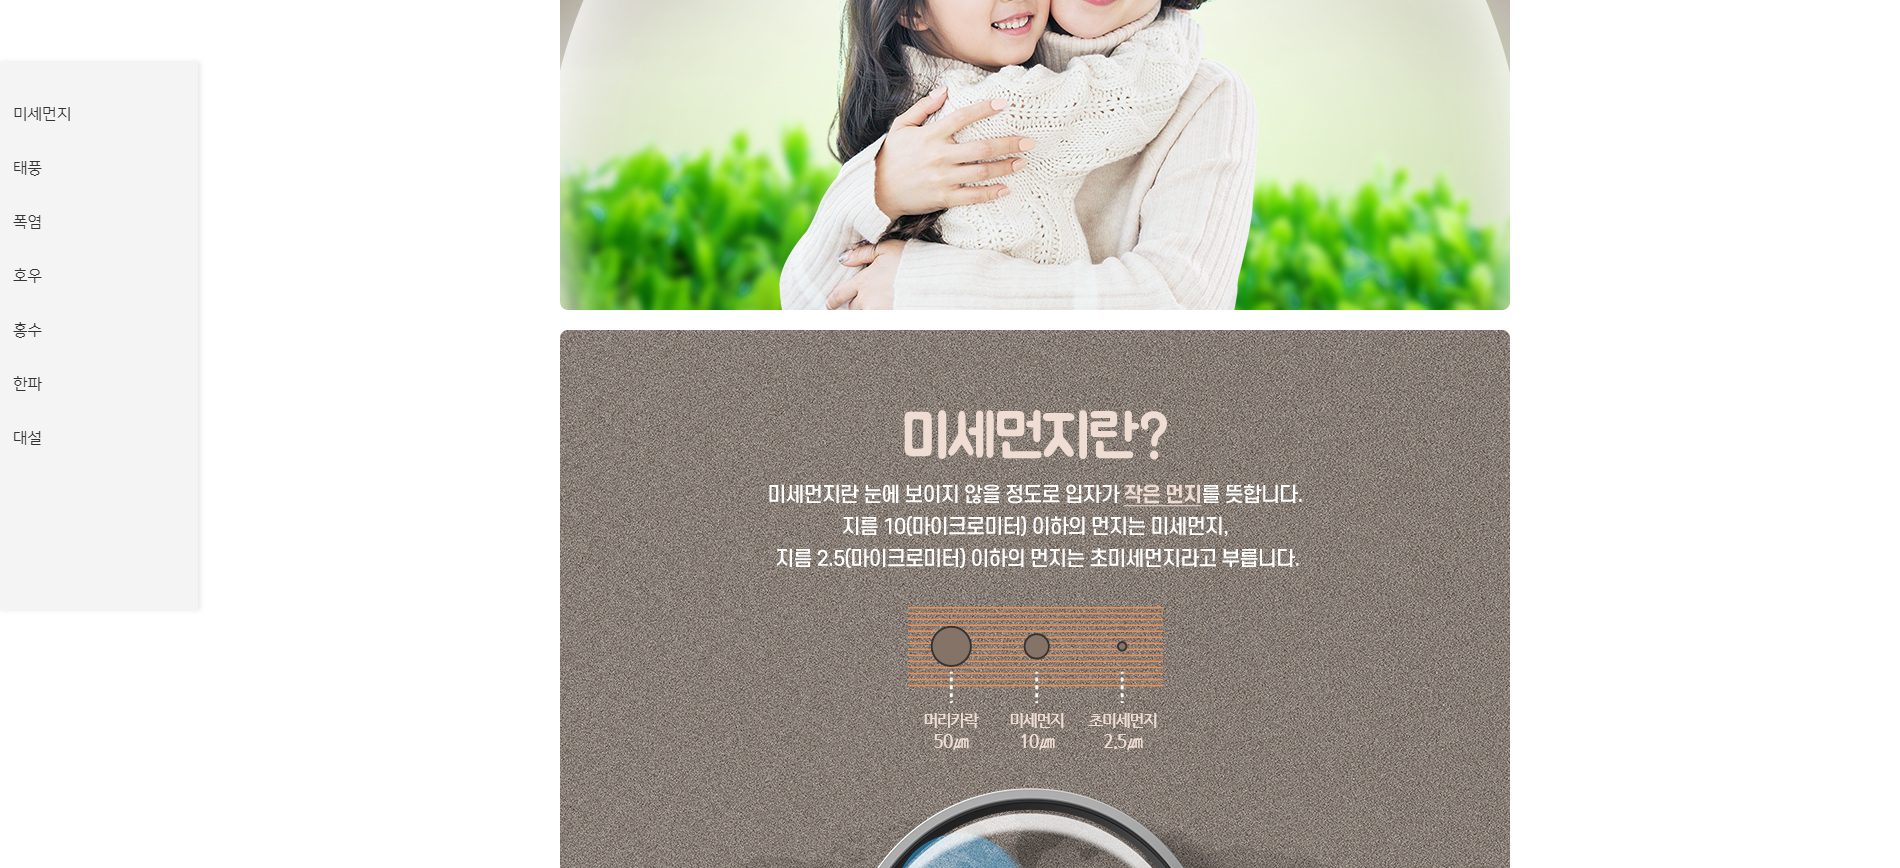 미세먼지
태풍
폭염
호우
홍수
한파
대설
미세먼지란?
미세먼지란 눈에 보이지 않을 정도로 입자가 작은 먼지를 뜻합니다.
지름 10(마이크로미터) 이하의 먼지는 미세먼지,
지름 2.5(마이크로미터) 이하의 먼지는 초미세먼지라고 부릅니다.
머리카락 미세먼지 초미세먼지
50㎛ 10㎛ 2.5㎛